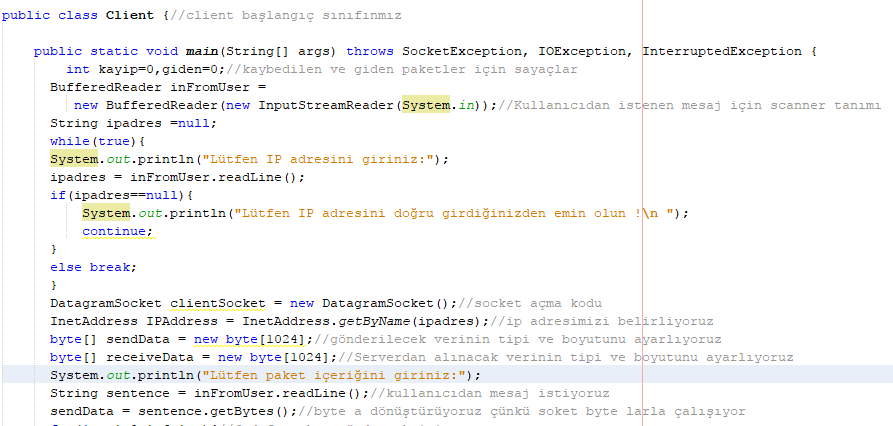 public class Client {//client başlangıç sınıfınmız
public static void main(String[] args) throws SocketException, IOException, InterruptedException {
int kayip=0,giden=0;//kaybedilen ve giden paketler için sayaçlar
BufferedReader inFromUser =
new BufferedReader(new InputStreamReader(System.in));//Kullanıcıdan istenen mesaj için scanner tanımı
String ipadres =null;
while(true){
System.out.println("Lütfen IP adresini giriniz:");
ipadres = inFromUser.readLine();
if(ipadres==null){
System.out.println("Lütfen IP adresini doğru girdiğinizden emin olun !\n ");
continue;
}
else break;
}
DatagramSocket clientSocket = new DatagramSocket();//socket açma kodu
InetAddress IPAddress = InetAddress.getByName(ipadres);//ip adresimizi belirliyoruz
byte[] sendData = new byte[1024];//gönderilecek verinin tipi ve boyutunu ayarlıyoruz
byte[] receiveData = new byte[1024];//Serverdan alınacak verinin tipi ve boyutunu ayarlıyoruz
System.out.println("Lütfen paket içeriğini giriniz:");
String sentence = inFromUser.readLine();//kullanıcıdan mesaj istiyoruz
sendData = sentence.getBytes();//byte a dönüştürüyoruz çünkü soket byte larla çalışıyor